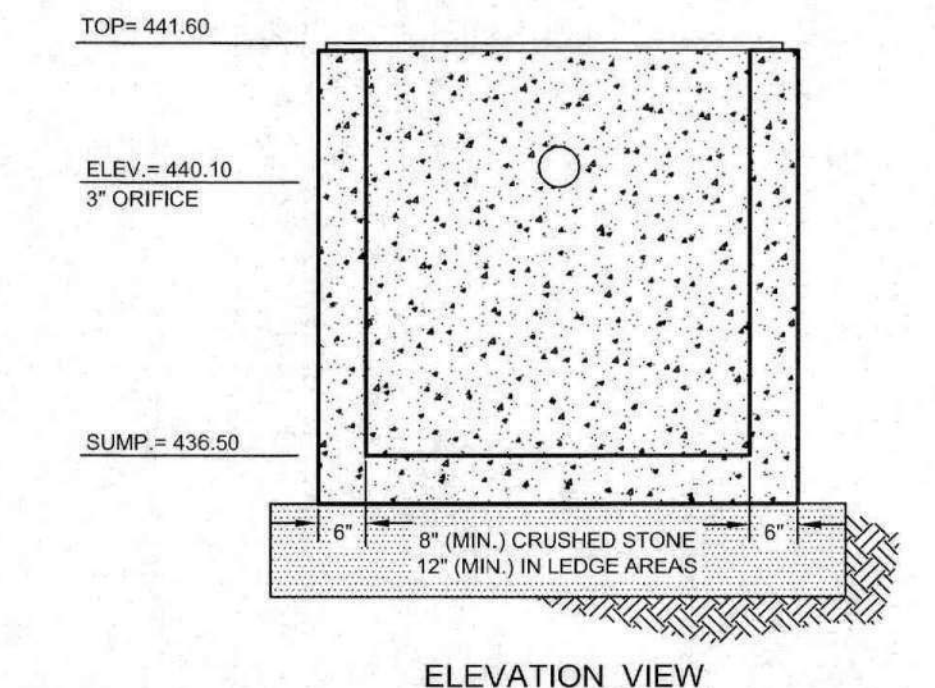 TOP= 441.60
ELEV.= 440.10
3" ORIFICE
SUMP.= 436.50
6"
6"
8" (MIN.) CRUSHED STONE
12" (MIN.) IN LEDGE AREAS
ELEVATION VIEW